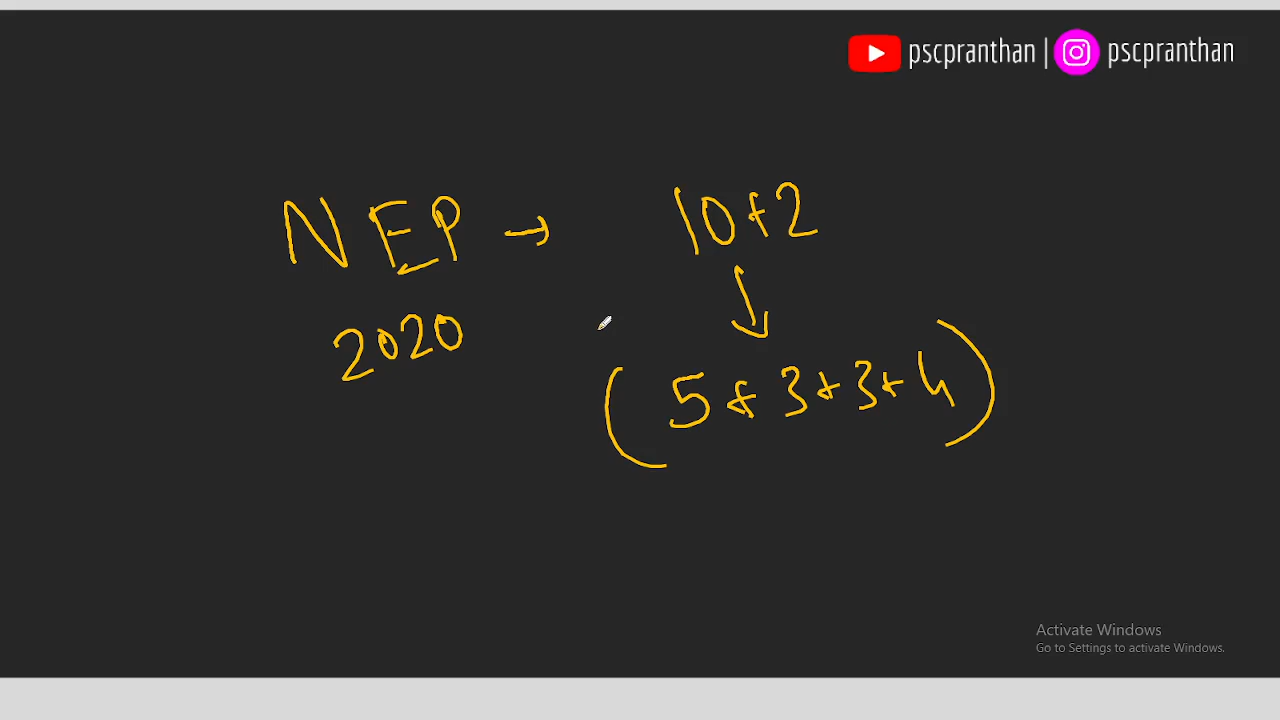 pscpranthan | pscpranthan
NEP → 10+2
2020
(5+3+3+4)
Activate Windows
Go to Settings to activate Windows.